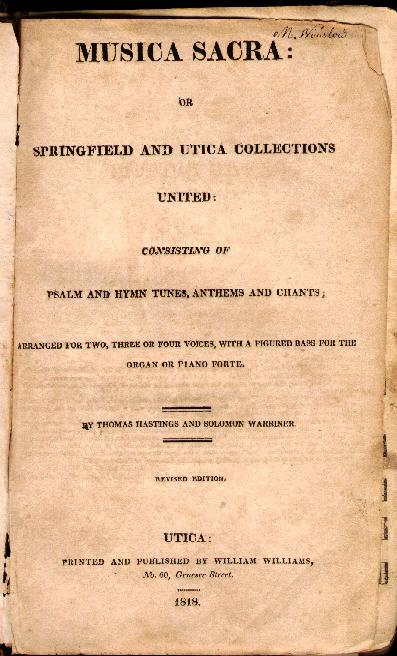 M. Winslow
MUSICA SACRA:
OR
SPRINGFIELD AND UTICA COLLECTIONS
UNITED:
CONSISTING OF
PSALM AND HYMN TUNES, ANTHEMS AND CHANTS;
ARRANGED FOR TWO, THREE OR FOUR VOICES, WITH A FIGURED BASS FOR THE
ORGAN OR PIANO FORTE.
BY THOMAS HASTINGS AND SOLOMON WARRINER.
REVISED EDITION.
UTICA:
PRINTED AND PUBLISHED BY WILLIAM WILLIAMS,
No. 60, Genesee Street.
1818.